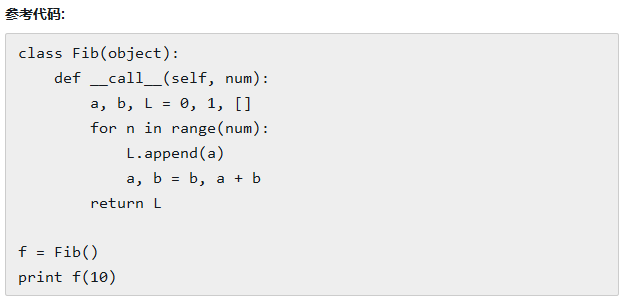 参考代码:
class Fib(object):
    def __call__(self, num):
        a, b, L = 0, 1, []
        for n in range(num):
            L.append(a)
            a, b = b, a + b
        return L
f = Fib()
print f(10)